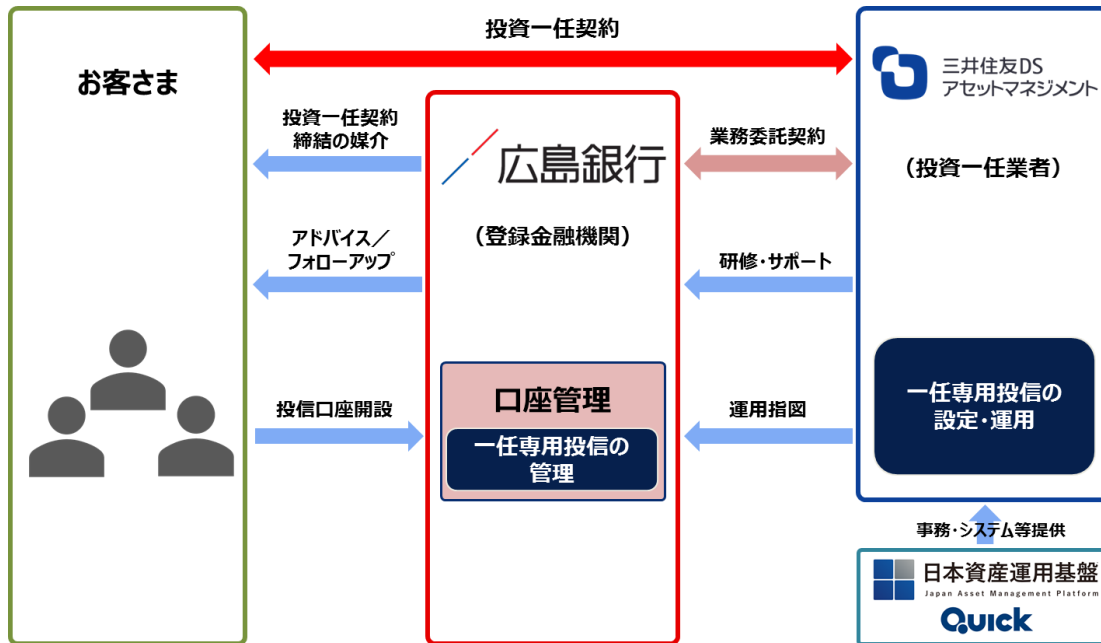 投資一任契約
お客さま
三井住友DS
アセットマネジメント
（投資一任業者）
投資一任契約
締結の媒介
広島銀行
（登録金融機関）
業務委託契約
アドバイス／
フォローアップ
研修・サポート
投信口座開設
口座管理
一任専用投信の
管理
運用指図
一任専用投信の
設定・運用
事務・システム等提供
日本資産運用基盤
Japan Asset Management Platform
QUICK